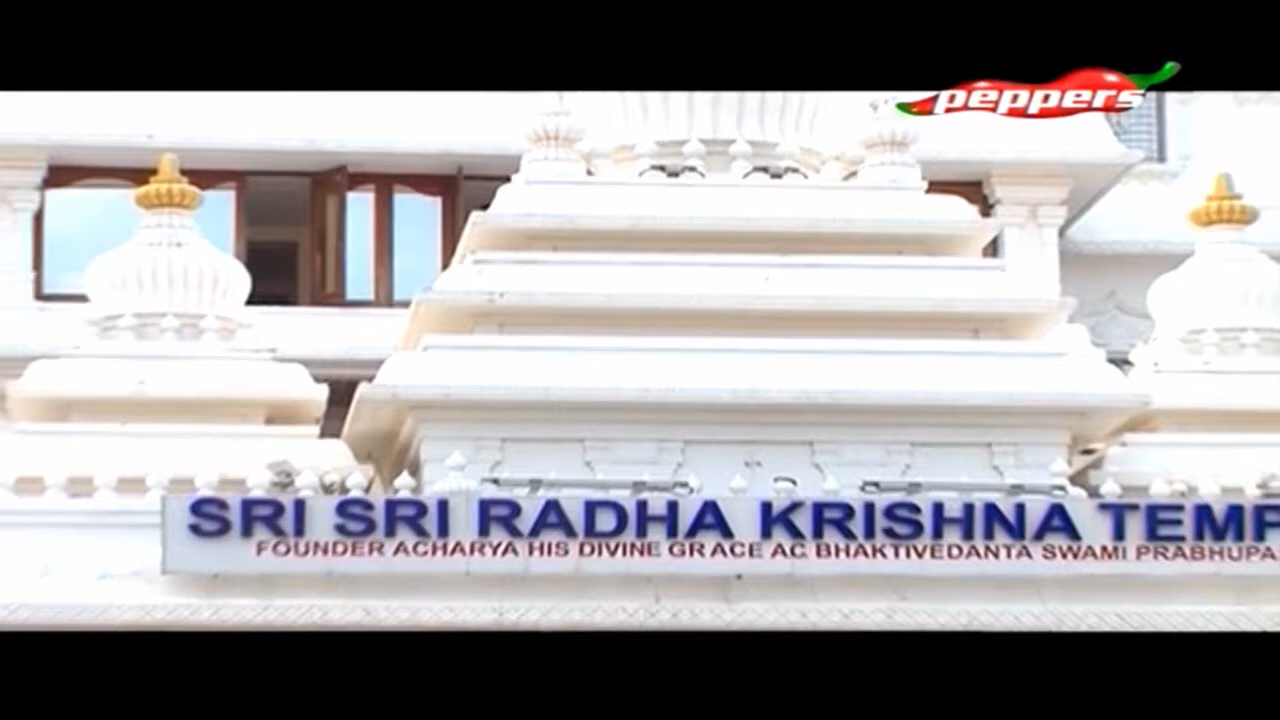 peppers
SRI SRI RADHA KRISHNA TEMP
FOUNDER ACHARYA HIS DIVINE GRACE AC BHAKTIVEDANTA SWAMI PRABHUPA